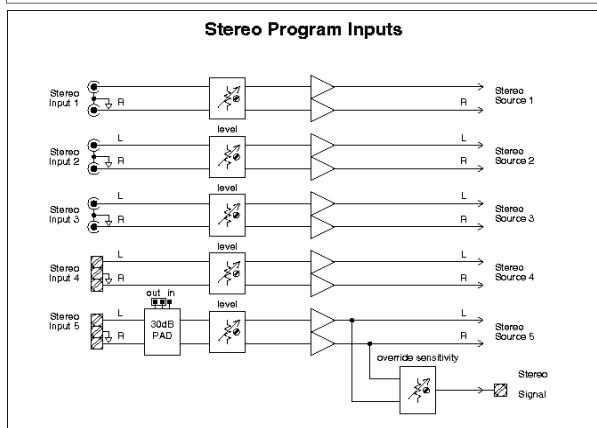 Stereo Program Inputs
Stereo
Input 1
R
R
Stereo
Source 1
level
Stereo
Input 2
L
R
L
R
Stereo
Source 2
level
Stereo
Input 3
L
R
L
R
Stereo
Source 3
level
Stereo
Input 4
L
R
L
R
Stereo
Source 4
out in
level
Stereo
Input 5
L
R
30dB
PAD
L
R
Stereo
Source 5
override sensitivity
Stereo
Signal